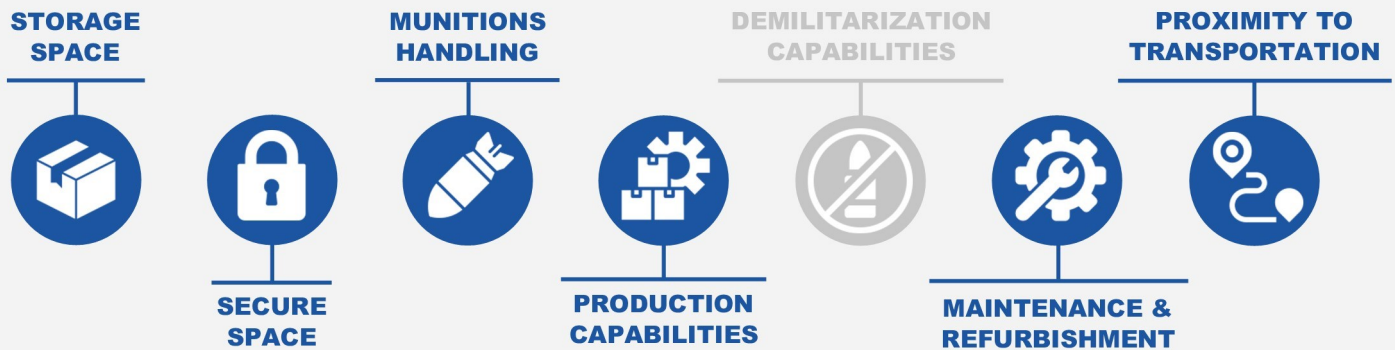 STORAGE
SPACE
SECURE
SPACE
MUNITIONS
HANDLING
PRODUCTION
CAPABILITIES
DEMILITARIZATION
CAPABILITIES
MAINTENANCE &
REFURBISHMENT
PROXIMITY TO
TRANSPORTATION